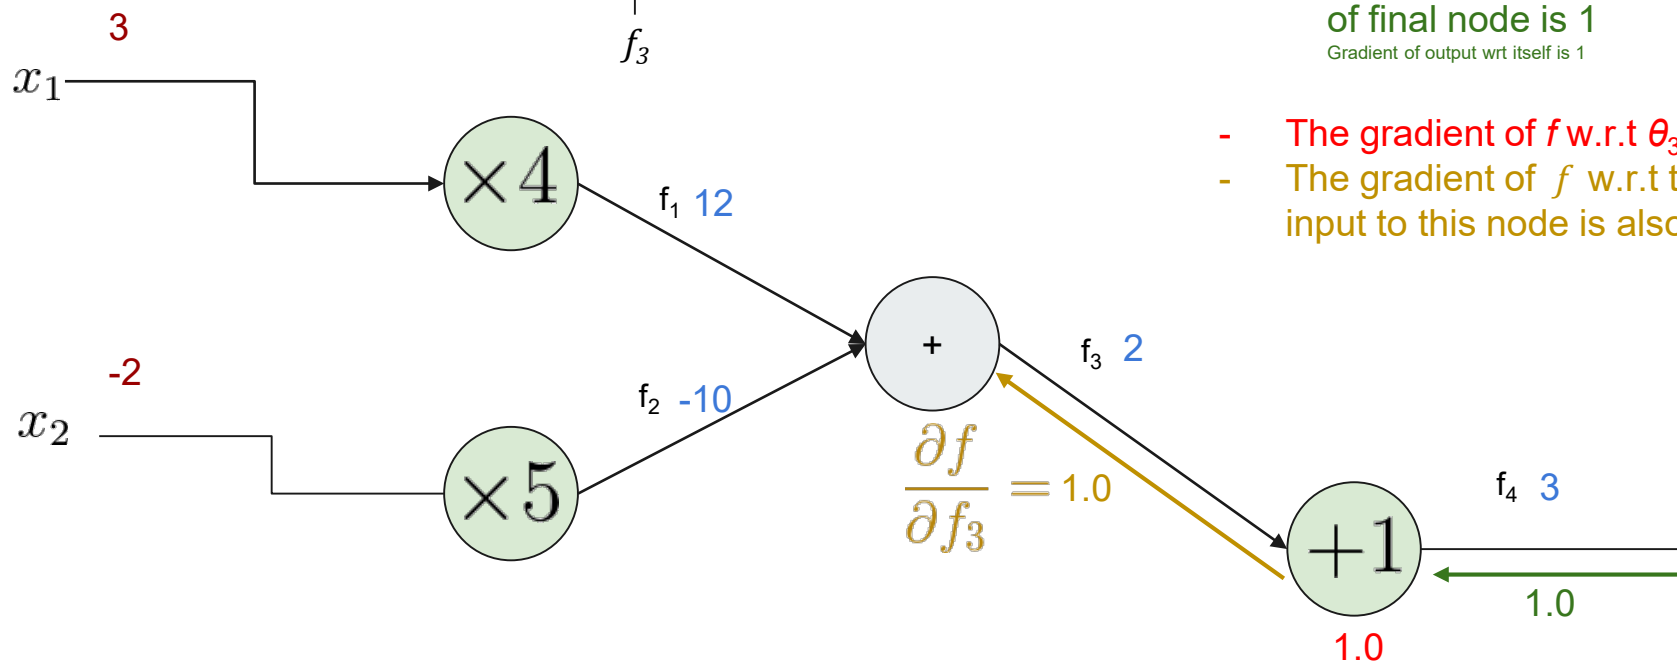 3
f₃
of final node is 1
Gradient of output wrt itself is 1
x₁
- The gradient of f w.r.t θ₃
- The gradient of f w.r.t t
input to this node is also
×4
f₁ 12
+
f₃ 2
-2
x₂
f₂ -10
×5
∂f/∂f₃ = 1.0
f₄ 3
+1
1.0
1.0